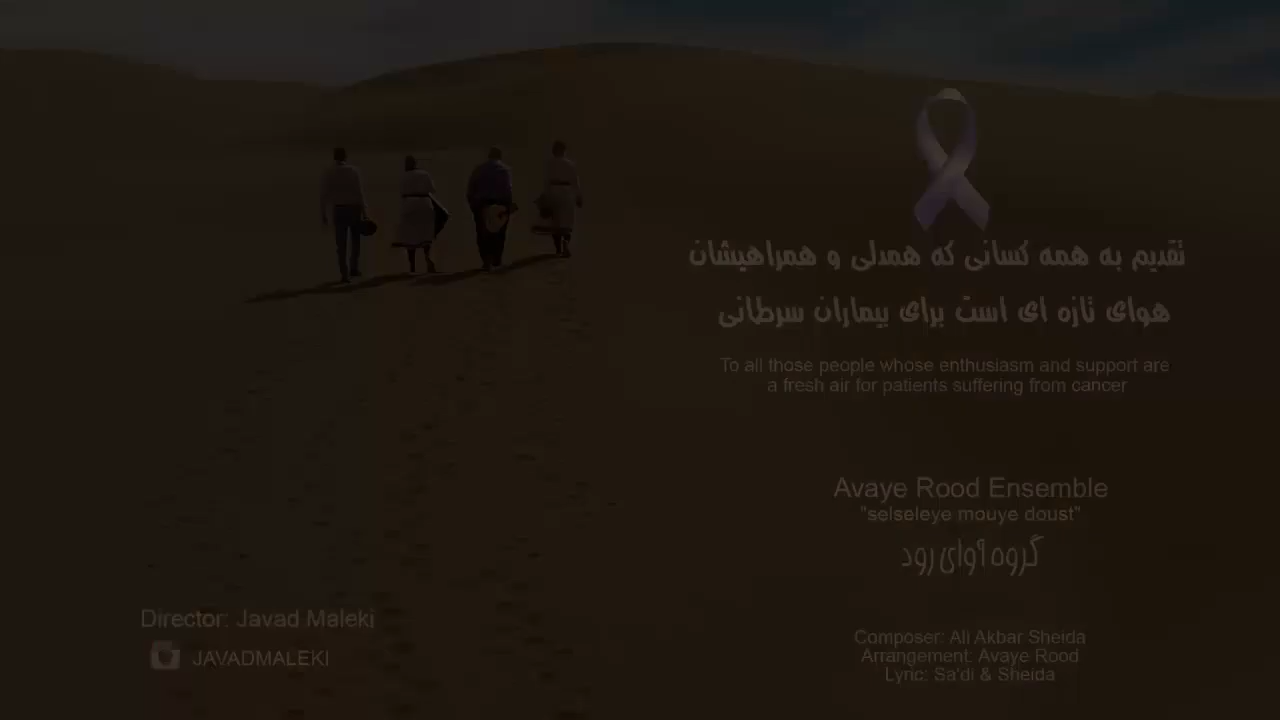 تقدیم به همه کسانی که همدلی و همراهیشان
هوای تازه ای است برای بیماران سرطانی
To all those people whose enthusiasm and support are
a fresh air for patients suffering from cancer
Avaye Rood Ensemble
"selseleye mouye doust"
گروه آوای رود
Director: Javad Maleki
JAVADMALEKI
Composer: Ali Akbar Sheida
Arrangement: Avaye Rood
Lyric: Sa'di & Sheida